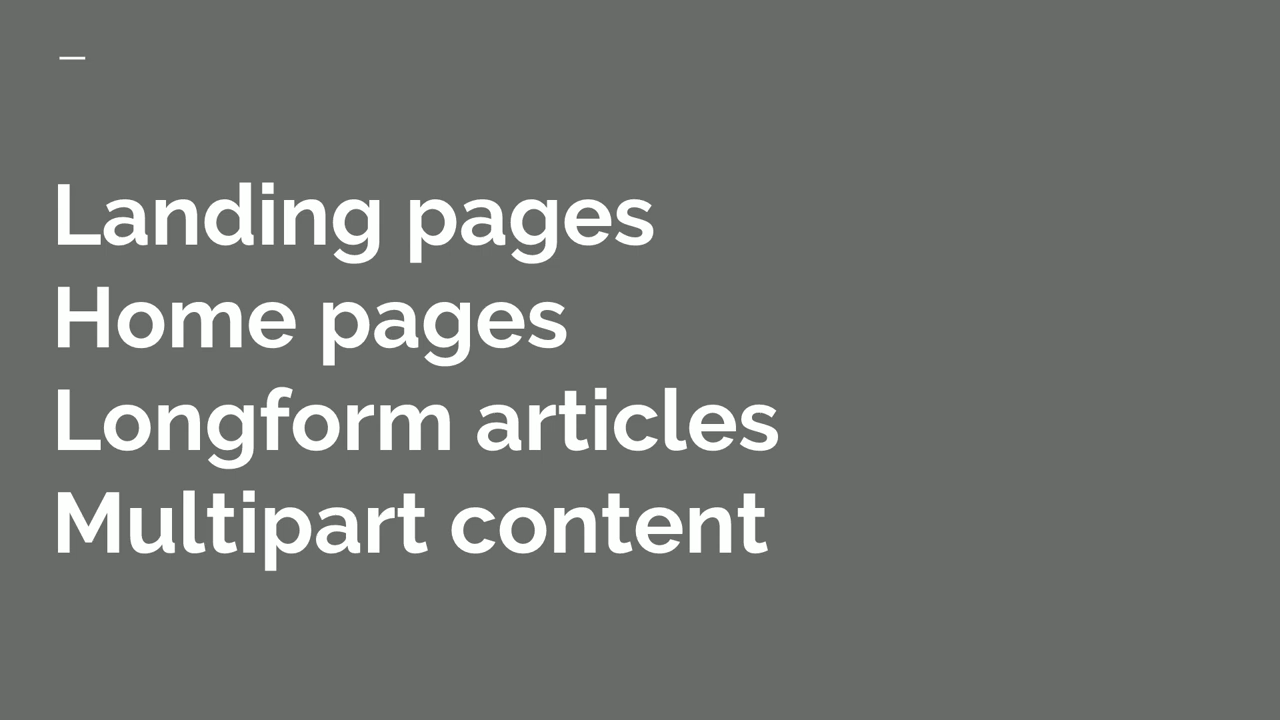 Landing pages
Home pages
Longform articles
Multipart content